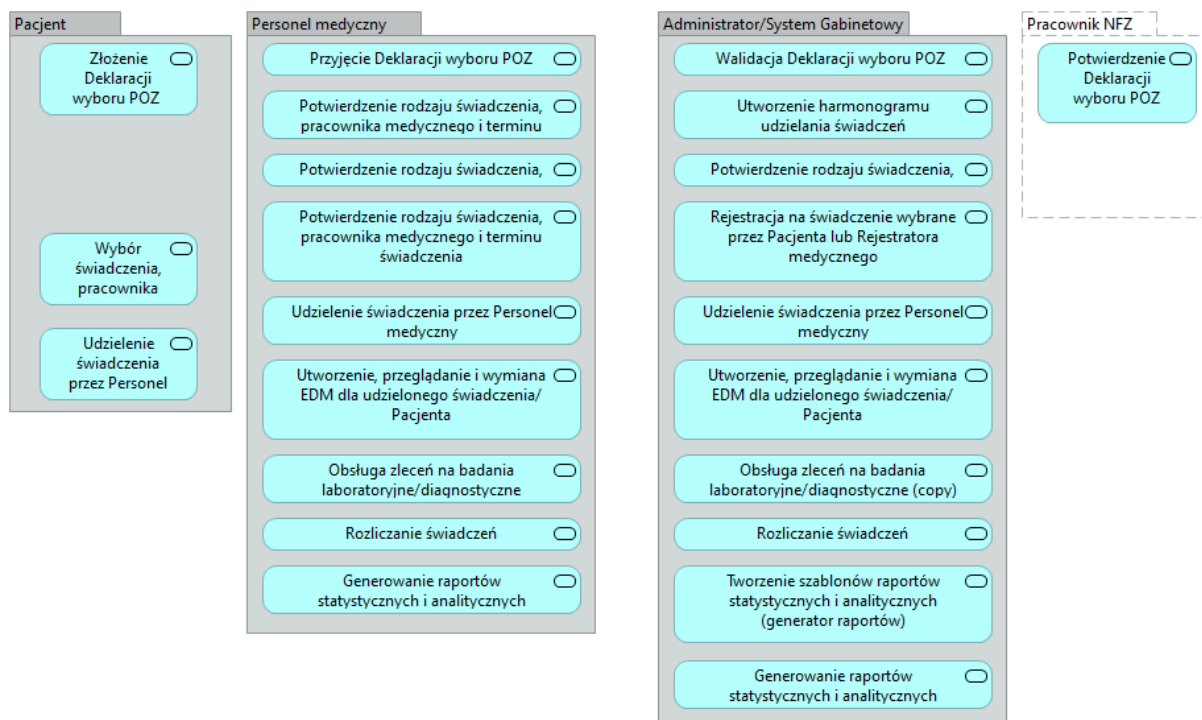 Pacjent
Złożenie
Deklaracji
wyboru POZ
Wybór
świadczenia,
pracownika
Udzielenie
świadczenia
przez Personel
Personel medyczny
Przyjęcie Deklaracji wyboru POZ
Potwierdzenie rodzaju świadczenia,
pracownika medycznego i terminu
Potwierdzenie rodzaju świadczenia,
Potwierdzenie rodzaju świadczenia,
pracownika medycznego i terminu
świadczenia
Udzielenie świadczenia przez Personel
medyczny
Utworzenie, przeglądanie i wymiana
EDM dla udzielonego świadczenia/
Pacjenta
Obsługa zleceń na badania
laboratoryjne/diagnostyczne
Rozliczanie świadczeń
Generowanie raportów
statystycznych i analitycznych
Administrator/System Gabinetowy
Walidacja Deklaracji wyboru POZ
Utworzenie harmonogramu
udzielania świadczeń
Potwierdzenie rodzaju świadczenia,
Rejestracja na świadczenie wybrane
przez Pacjenta lub Rejestratora
medycznego
Udzielenie świadczenia przez Personel
medyczny
Utworzenie, przeglądanie i wymiana
EDM dla udzielonego świadczenia/
Pacjenta
Obsługa zleceń na badania
laboratoryjne/diagnostyczne (copy)
Rozliczanie świadczeń
Tworzenie szablonów raportów
statystycznych i analitycznych
(generator raportów)
Generowanie raportów
statystycznych i analitycznych
Pracownik NFZ
Potwierdzenie
Deklaracji
wyboru POZ